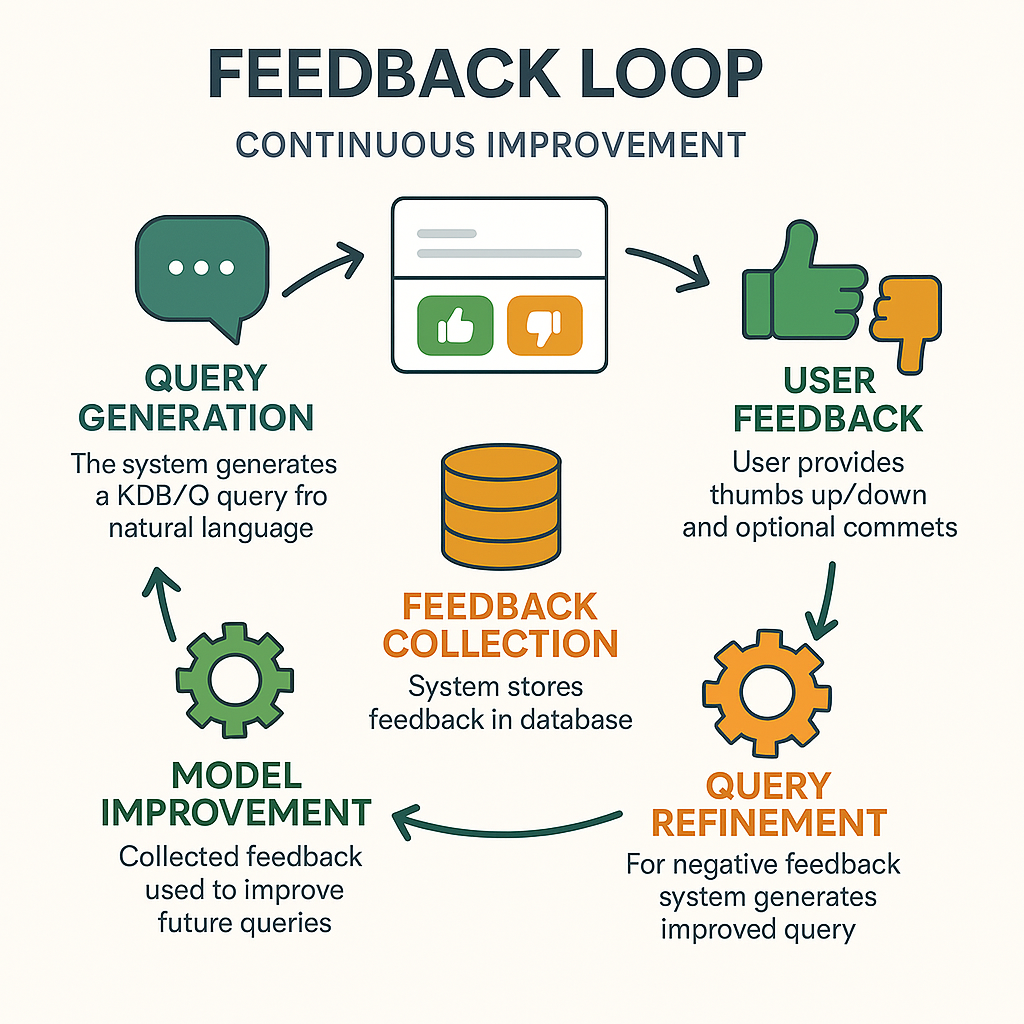 FEEDBACK LOOP
CONTINUOUS IMPROVEMENT
QUERY
GENERATION
The system generates
a KDB/Q query fro
natural language
USER
FEEDBACK
User provides
thumbs up/down
and optional commets
FEEDBACK
COLLECTION
System stores
feedback in database
QUERY
REFINEMENT
For negative feedback
system generates
improved query
MODEL
IMPROVEMENT
Collected feedback
used to improve
future queries